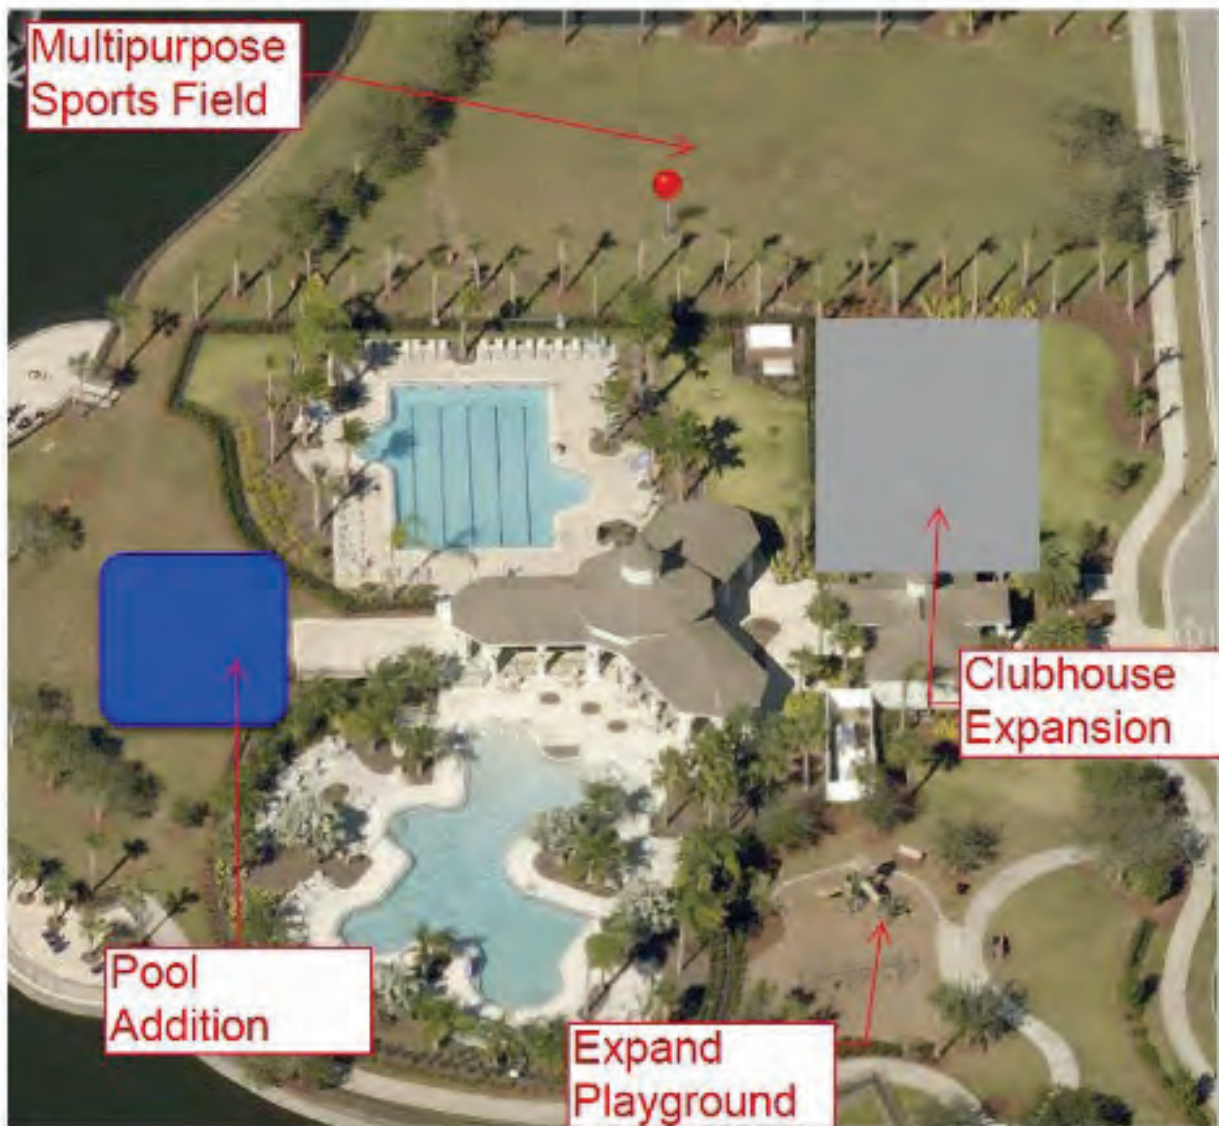 Multipurpose
Sports Field
Clubhouse
Expansion
Pool
Addition
Expand
Playground